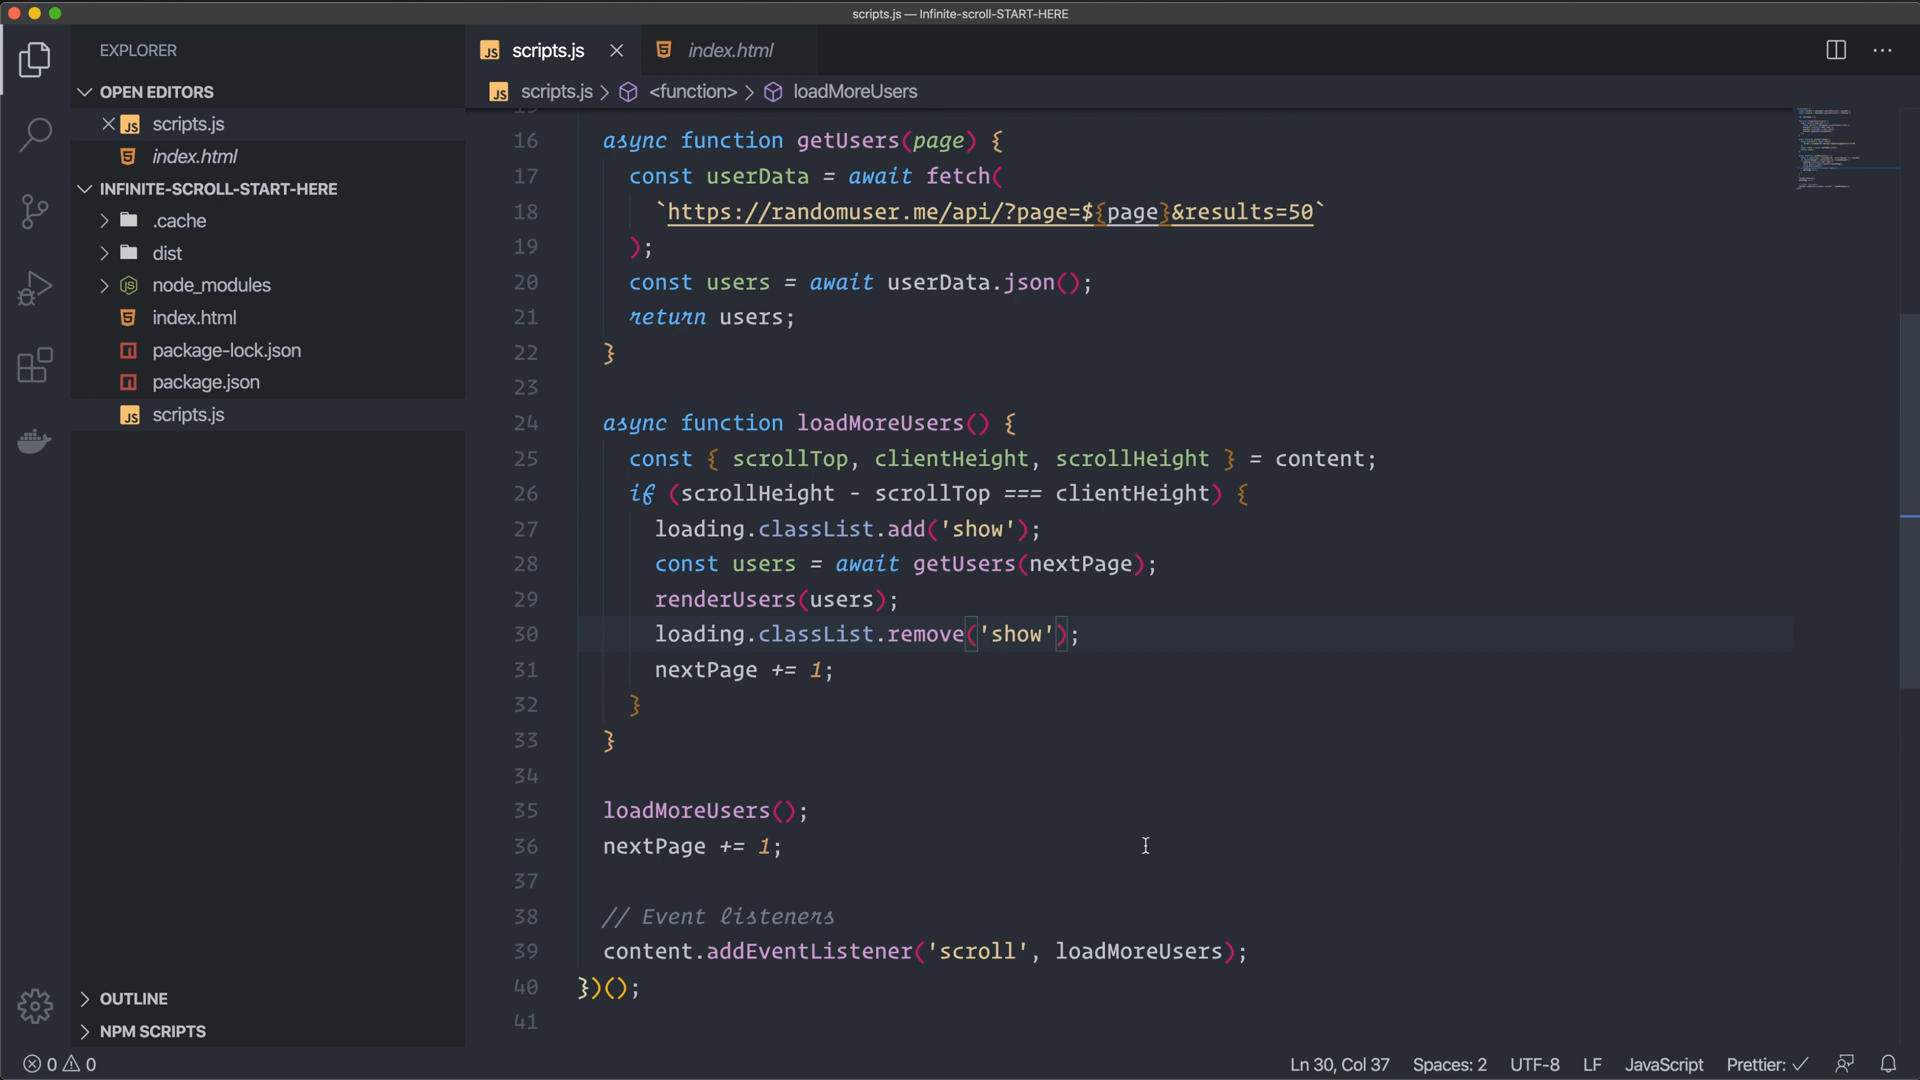 scripts.js — Infinite-scroll-START-HERE
EXPLORER
OPEN EDITORS
scripts.js
index.html
INFINITE-SCROLL-START-HERE
.cache
dist
node_modules
index.html
package-lock.json
package.json
scripts.js
OUTLINE
NPM SCRIPTS
scripts.js index.html
scripts.js > <function> > loadMoreUsers
16 async function getUsers(page) {
17 const userData = await fetch(
18 `https://randomuser.me/api/?page=${page}&results=50`
19 );
20 const users = await userData.json();
21 return users;
22 }
23
24 async function loadMoreUsers() {
25 const { scrollTop, clientHeight, scrollHeight } = content;
26 if (scrollHeight - scrollTop === clientHeight) {
27 loading.classList.add('show');
28 const users = await getUsers(nextPage);
29 renderUsers(users);
30 loading.classList.remove('show');
31 nextPage += 1;
32 }
33 }
34
35 loadMoreUsers();
36 nextPage += 1;
37
38 // Event listeners
39 content.addEventListener('scroll', loadMoreUsers);
40 })();
41
0 0 Ln 30, Col 37 Spaces: 2 UTF-8 LF JavaScript Prettier: ✓